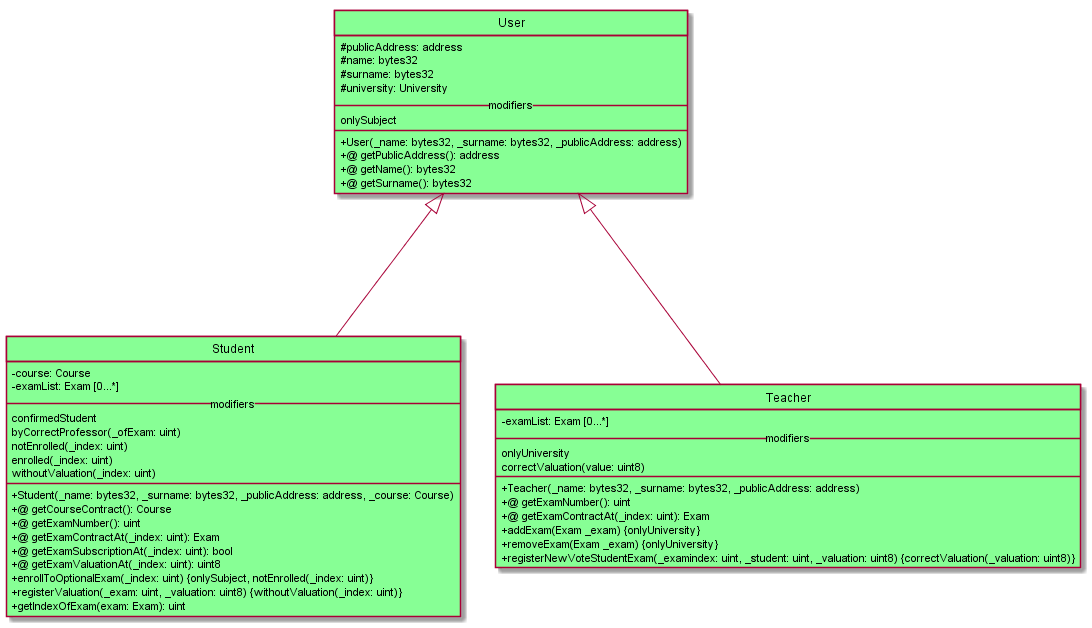 User
#publicAddress: address
#name: bytes32
#surname: bytes32
#university: University
modifiers
onlySubject
+User(_name: bytes32, _surname: bytes32, _publicAddress: address)
+@ getPublicAddress(): address
+@ getName(): bytes32
+@ getSurname(): bytes32
Student
-course: Course
-examList: Exam [0...*]
modifiers
confirmedStudent
byCorrectProfessor(_ofExam: uint)
notEnrolled(_index: uint)
enrolled(_index: uint)
withoutValuation(_index: uint)
+Student(_name: bytes32, _surname: bytes32, _publicAddress: address, _course: Course)
+@ getCourseContract(): Course
+@ getExamNumber(): uint
+@ getExamContractAt(_index: uint): Exam
+@ getExamSubscriptionAt(_index: uint): bool
+@ getExamValuationAt(_index: uint): uint8
+enrollToOptionalExam(_index: uint) {onlySubject, notEnrolled(_index: uint)}
+registerValuation(_exam: uint, _valuation: uint8) {withoutValuation(_index: uint)}
+getIndexOfExam(exam: Exam): uint
Teacher
-examList: Exam [0...*]
modifiers
onlyUniversity
correctValuation(value: uint8)
+Teacher(_name: bytes32, _surname: bytes32, _publicAddress: address)
+@ getExamNumber(): uint
+@ getExamContractAt(_index: uint): Exam
+addExam(Exam _exam) {onlyUniversity}
+removeExam(Exam _exam) {onlyUniversity}
+registerNewVoteStudentExam(_examindex: uint, _student: uint, _valuation: uint8) {correctValuation(_valuation: uint8)}